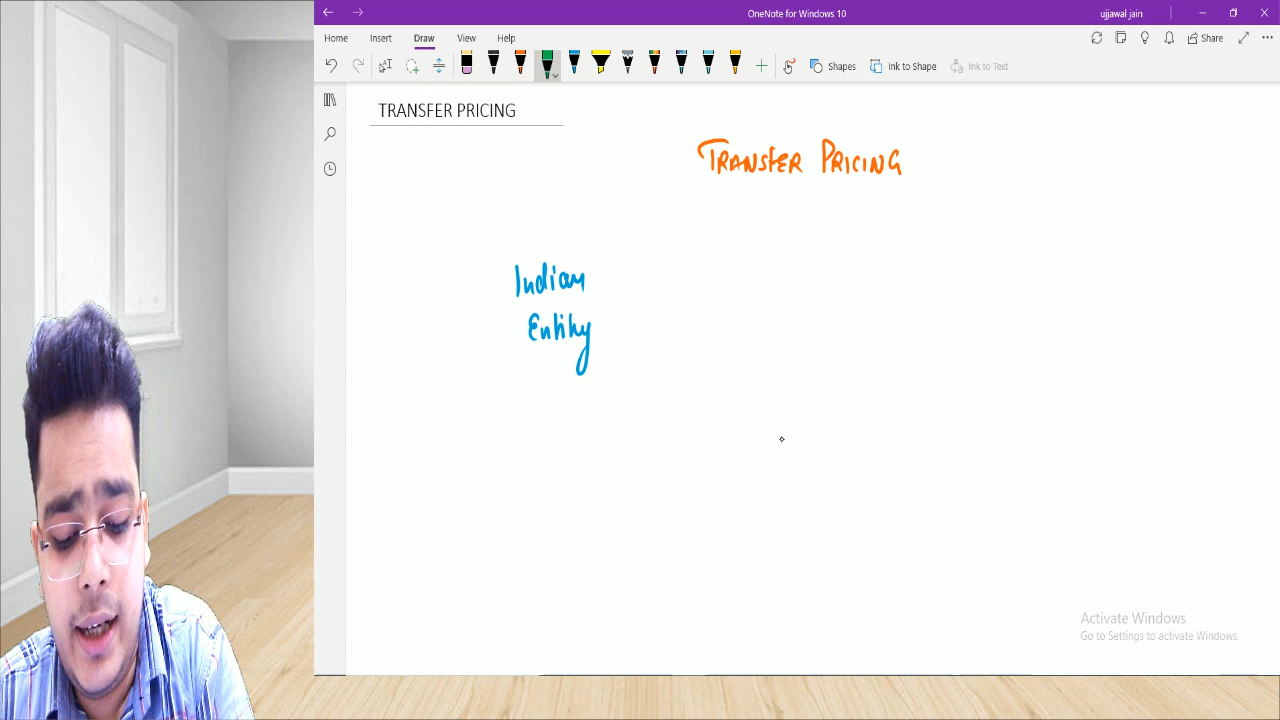 OneNote for Windows 10
ujjawal jain
Home Insert Draw View Help
Share
Shapes Ink to Shape Ink to Text
TRANSFER PRICING
TRANSFER PRICING
Indian
Entity
Activate Windows
Go to Settings to activate Windows.